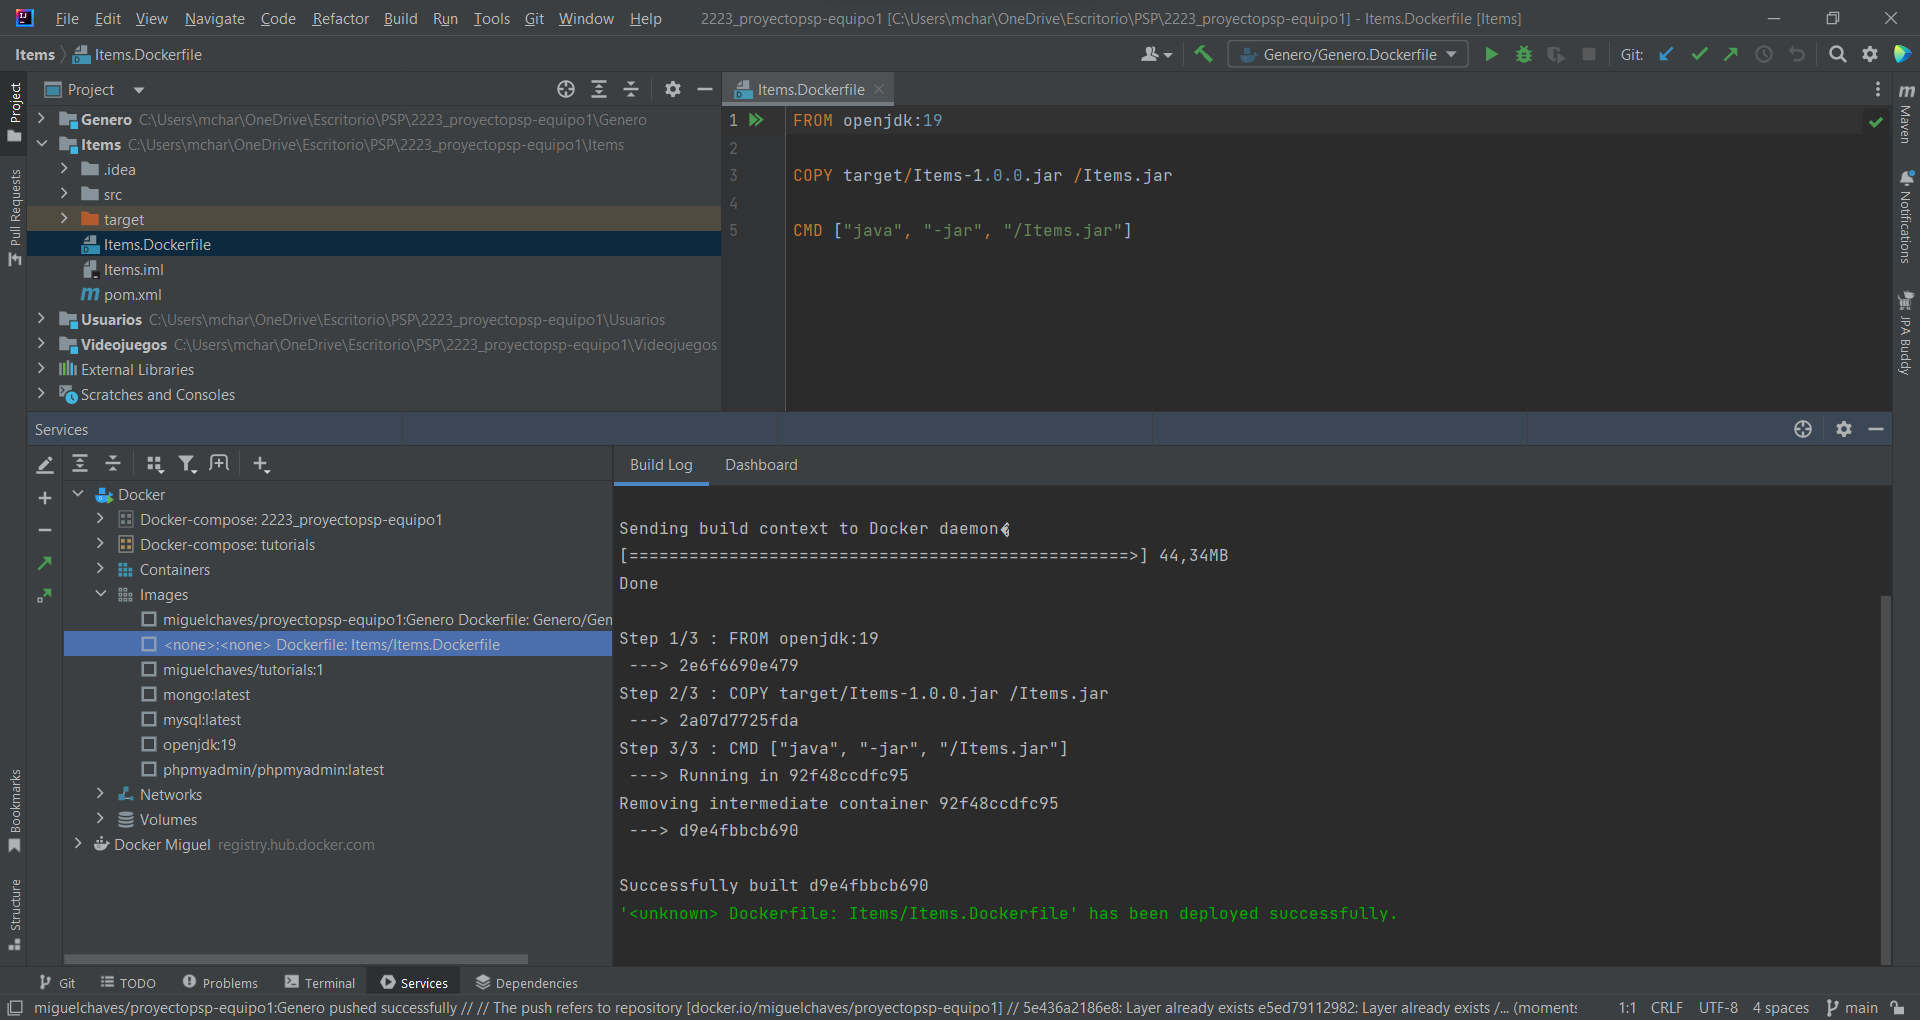 File Edit View Navigate Code Refactor Build Run Tools Git Window Help 2223_proyectopsp-equipo1 [C:\Users\mchar\OneDrive\Escritorio\PSP\2223_proyectopsp-equipo1] - Items.Dockerfile [Items]
Items Items.Dockerfile Genero/Genero.Dockerfile Git:
Project
Items.Dockerfile
Project
Pull Requests
Bookmarks
Structure
Genero C:\Users\mchar\OneDrive\Escritorio\PSP\2223_proyectopsp-equipo1\Genero
Items C:\Users\mchar\OneDrive\Escritorio\PSP\2223_proyectopsp-equipo1\Items
.idea
src
target
Items.Dockerfile
Items.iml
pom.xml
Usuarios C:\Users\mchar\OneDrive\Escritorio\PSP\2223_proyectopsp-equipo1\Usuarios
Videojuegos C:\Users\mchar\OneDrive\Escritorio\PSP\2223_proyectopsp-equipo1\Videojuegos
External Libraries
Scratches and Consoles
1 FROM openjdk:19
2
3 COPY target/Items-1.0.0.jar /Items.jar
4
5 CMD ["java", "-jar", "/Items.jar"]
Maven
Notifications
JPA Buddy
Services
Docker
Docker-compose: 2223_proyectopsp-equipo1
Docker-compose: tutorials
Containers
Images
miguelchaves/proyectopsp-equipo1:Genero Dockerfile: Genero/Gen
<none>:<none> Dockerfile: Items/Items.Dockerfile
miguelchaves/tutorials:1
mongo:latest
mysql:latest
openjdk:19
phpmyadmin/phpmyadmin:latest
Networks
Volumes
Docker Miguel registry.hub.docker.com
Build Log Dashboard
Sending build context to Docker daemon�
[==================================================>] 44,34MB
Done
Step 1/3 : FROM openjdk:19
---> 2e6f6690e479
Step 2/3 : COPY target/Items-1.0.0.jar /Items.jar
---> 2a07d7725fda
Step 3/3 : CMD ["java", "-jar", "/Items.jar"]
---> Running in 92f48ccdfc95
Removing intermediate container 92f48ccdfc95
---> d9e4fbbcb690
Successfully built d9e4fbbcb690
'<unknown> Dockerfile: Items/Items.Dockerfile' has been deployed successfully.
Git TODO Problems Terminal Services Dependencies
miguelchaves/proyectopsp-equipo1:Genero pushed successfully // // The push refers to repository [docker.io/miguelchaves/proyectopsp-equipo1] // 5e436a2186e8: Layer already exists e5ed79112982: Layer already exists /... (moments 1:1 CRLF UTF-8 4 spaces main